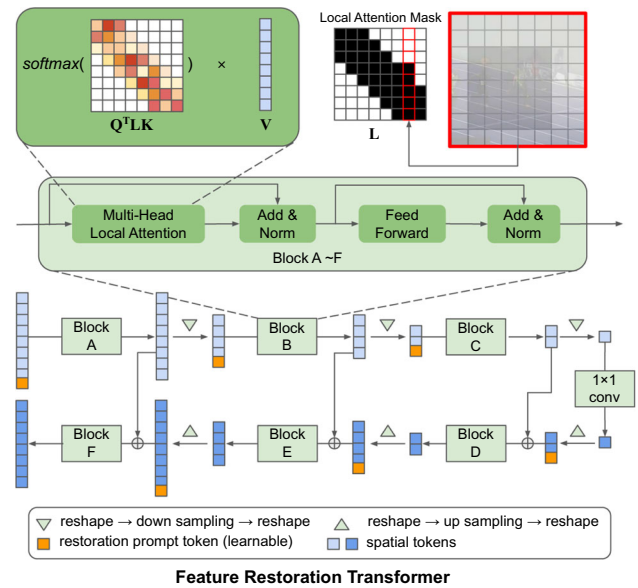 Local Attention Mask
softmax( ) ×
QᵀLK
V
L
Multi-Head
Local Attention
Add &
Norm
Feed
Forward
Add &
Norm
Block A ~F
Block
A
Block
B
Block
C
1×1
conv
Block
F
Block
E
Block
D
reshape → down sampling → reshape
reshape → up sampling → reshape
restoration prompt token (learnable)
spatial tokens
Feature Restoration Transformer